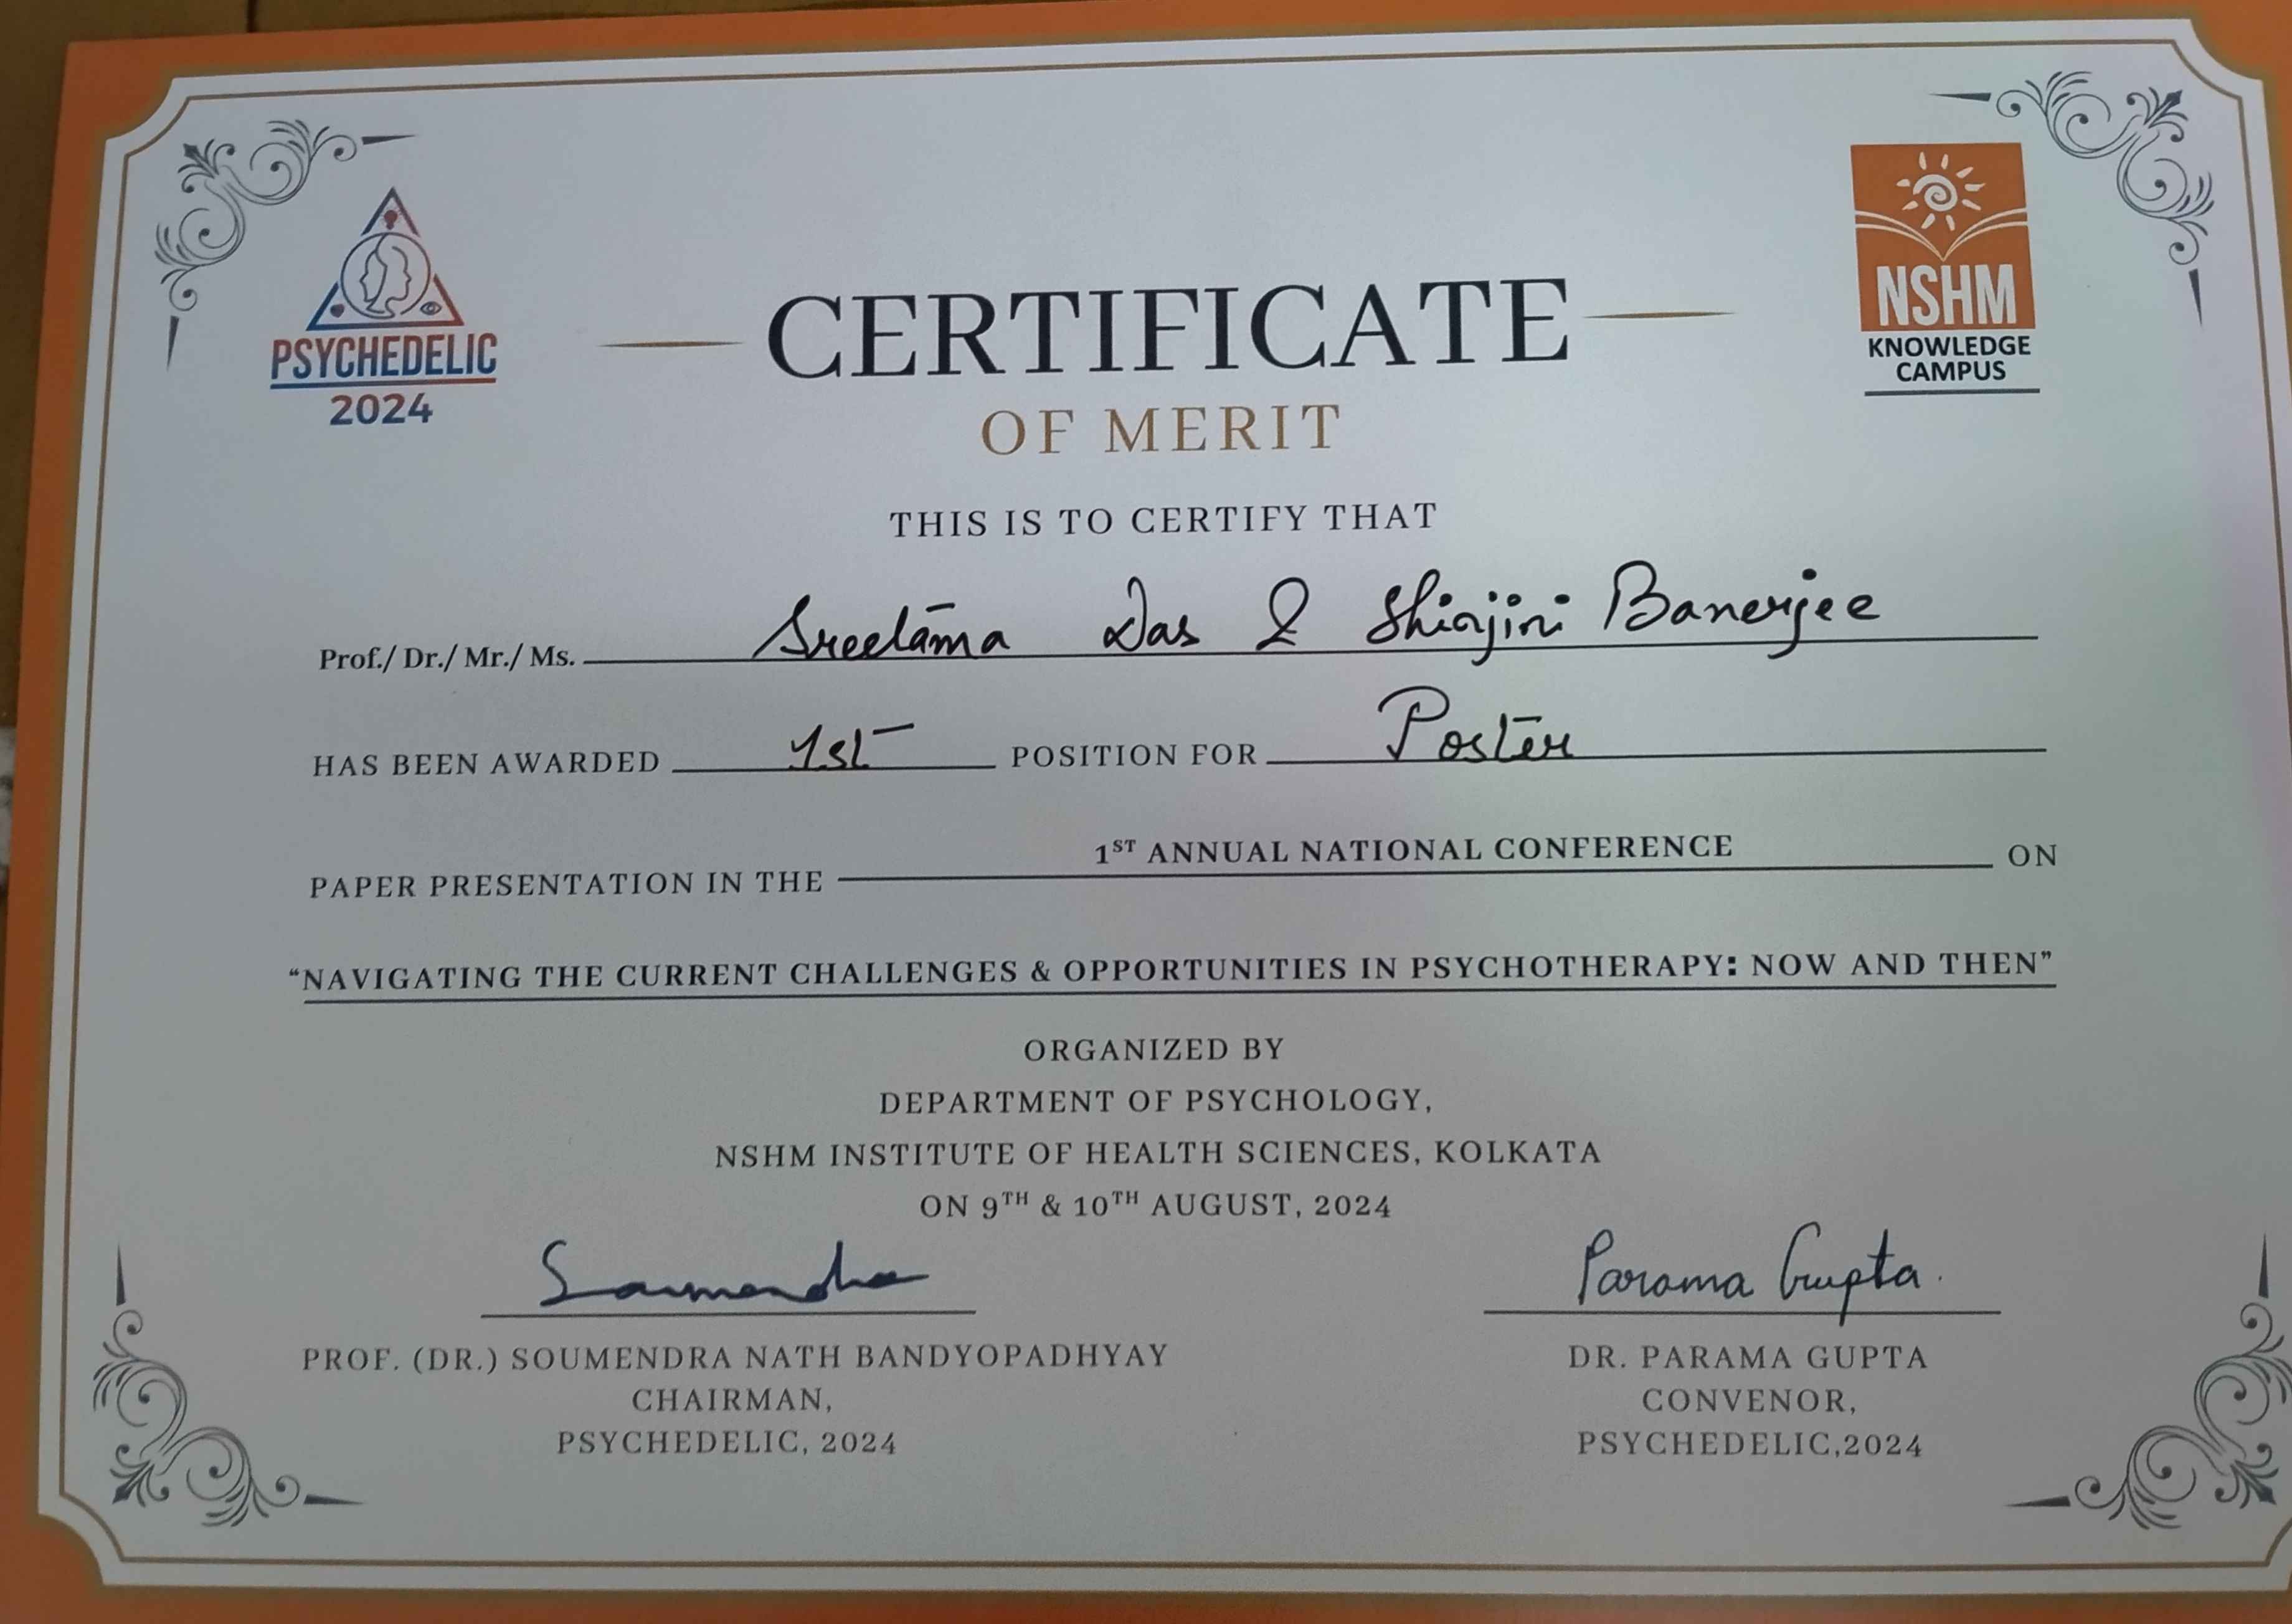 PSYCHEDELIC
2024
NSHM
KNOWLEDGE
CAMPUS
CERTIFICATE
OF MERIT
THIS IS TO CERTIFY THAT
Prof./ Dr./ Mr./ Ms. Sreetama Das & Shinjini Banerjee
HAS BEEN AWARDED 1st POSITION FOR Poster
PAPER PRESENTATION IN THE 1ST ANNUAL NATIONAL CONFERENCE ON
“NAVIGATING THE CURRENT CHALLENGES & OPPORTUNITIES IN PSYCHOTHERAPY: NOW AND THEN”
ORGANIZED BY
DEPARTMENT OF PSYCHOLOGY,
NSHM INSTITUTE OF HEALTH SCIENCES, KOLKATA
ON 9TH & 10TH AUGUST, 2024
Soumendra
PROF. (DR.) SOUMENDRA NATH BANDYOPADHYAY
CHAIRMAN,
PSYCHEDELIC, 2024
Parama Gupta.
DR. PARAMA GUPTA
CONVENOR,
PSYCHEDELIC,2024